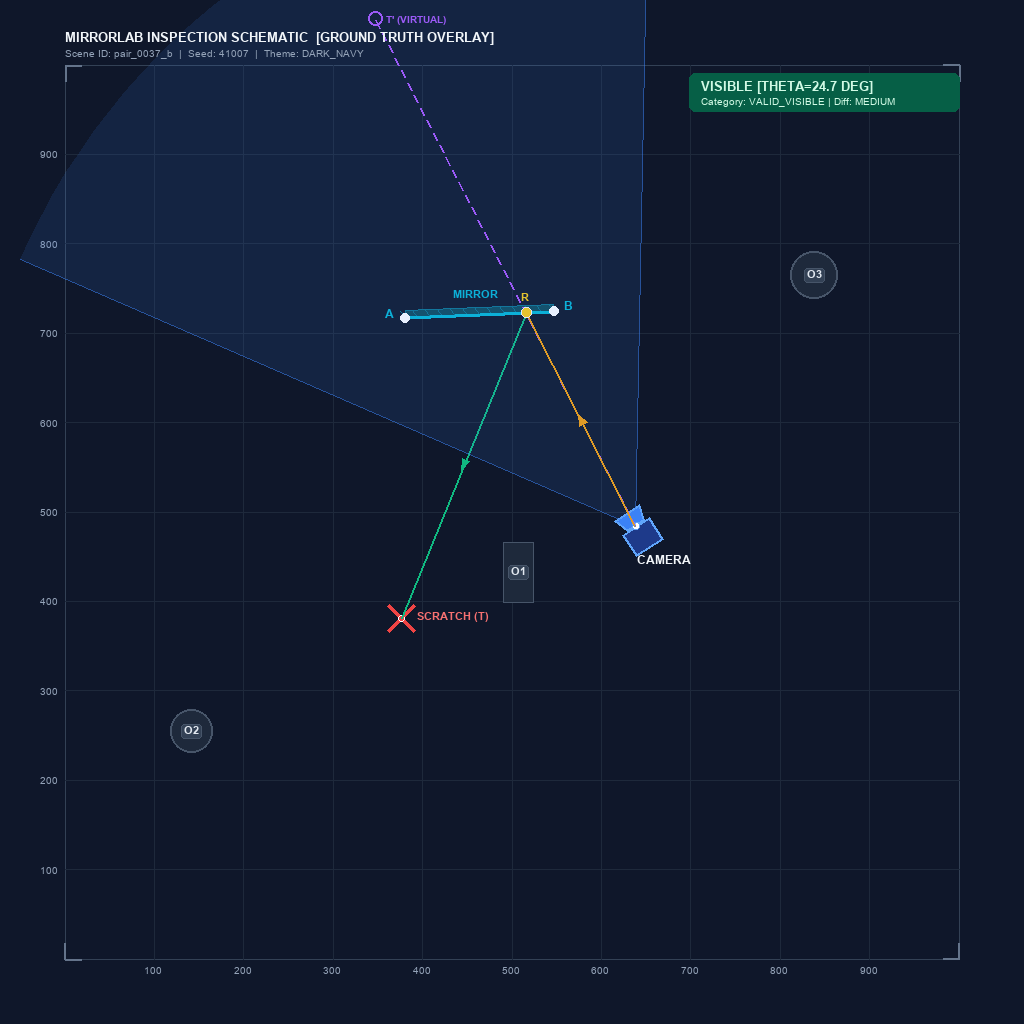 T' (VIRTUAL)
MIRRORLAB INSPECTION SCHEMATIC [GROUND TRUTH OVERLAY]
Scene ID: pair_0037_b | Seed: 41007 | Theme: DARK_NAVY
VISIBLE [THETA=24.7 DEG]
Category: VALID_VISIBLE | Diff: MEDIUM
900
800
O3
MIRROR
R
A
B
700
600
500
CAMERA
O1
400
SCRATCH (T)
300
O2
200
100
100 200 300 400 500 600 700 800 900